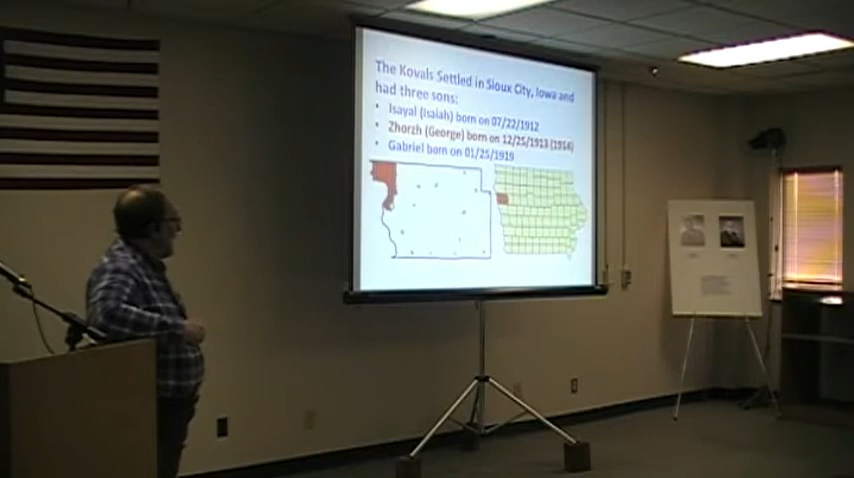 The Kovals Settled in Sioux City, Iowa and
had three sons:
• Isayal (Isaiah) born on 07/22/1912
• Zhorzh (George) born on 12/25/1913 (1914)
• Gabriel born on 01/25/1919